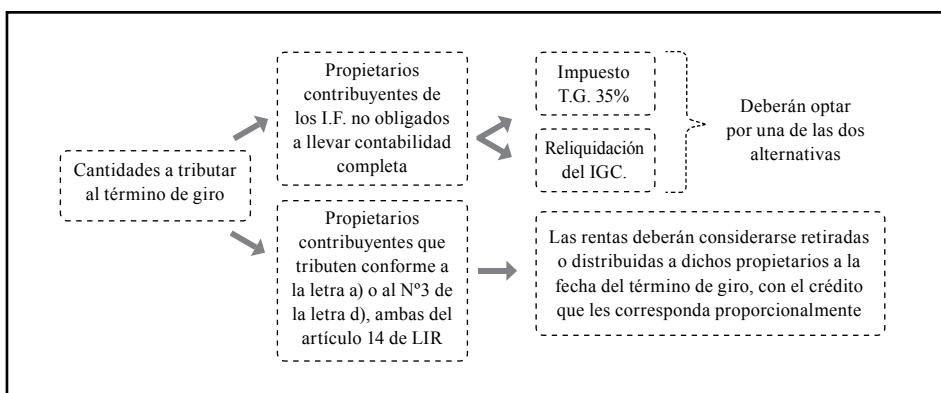 Cantidades a tributar
al término de giro
Propietarios
contribuyentes de
los I.F. no obligados
a llevar contabilidad
completa
Impuesto
T.G. 35%
Reliquidación
del IGC.
Deberán optar
por una de las dos
alternativas
Propietarios
contribuyentes que
tributen conforme a
la letra a) o al Nº3 de
la letra d), ambas del
artículo 14 de LIR
Las rentas deberán considerarse retiradas
o distribuidas a dichos propietarios a la
fecha del término de giro, con el crédito
que les corresponda proporcionalmente